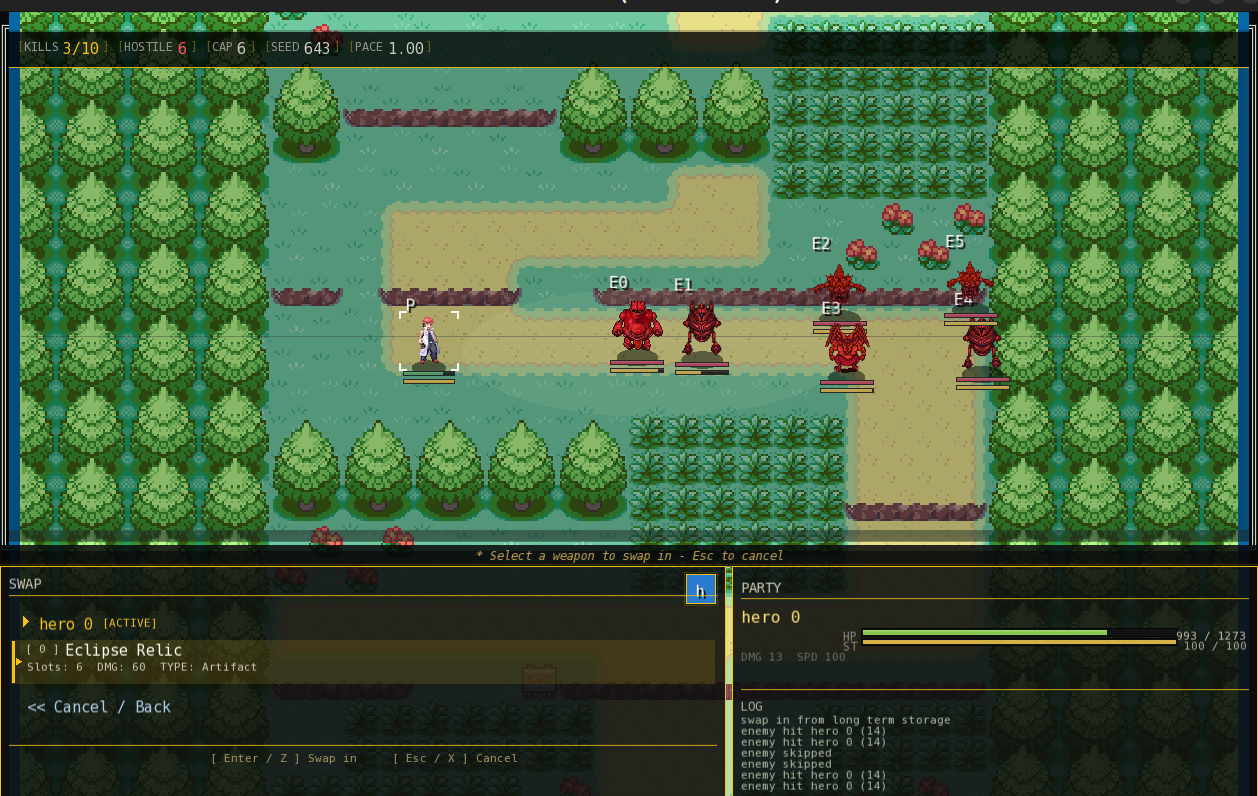 [KILLS 3/10] [HOSTILE 6] [CAP 6] [SEED 643] [PACE 1.00]
E2
E5
E0
E1
E4
P
E3
* Select a weapon to swap in - Esc to cancel
SWAP
h
hero 0 [ACTIVE]
[ 0 ] Eclipse Relic
Slots: 6 DMG: 60 TYPE: Artifact
<< Cancel / Back
[ Enter / Z ] Swap in [ Esc / X ] Cancel
PARTY
hero 0
HP 993 / 1273
ST 100 / 100
DMG 13 SPD 100
LOG
swap in from long term storage
enemy hit hero 0 (14)
enemy hit hero 0 (14)
enemy skipped
enemy skipped
enemy hit hero 0 (14)
enemy hit hero 0 (14)